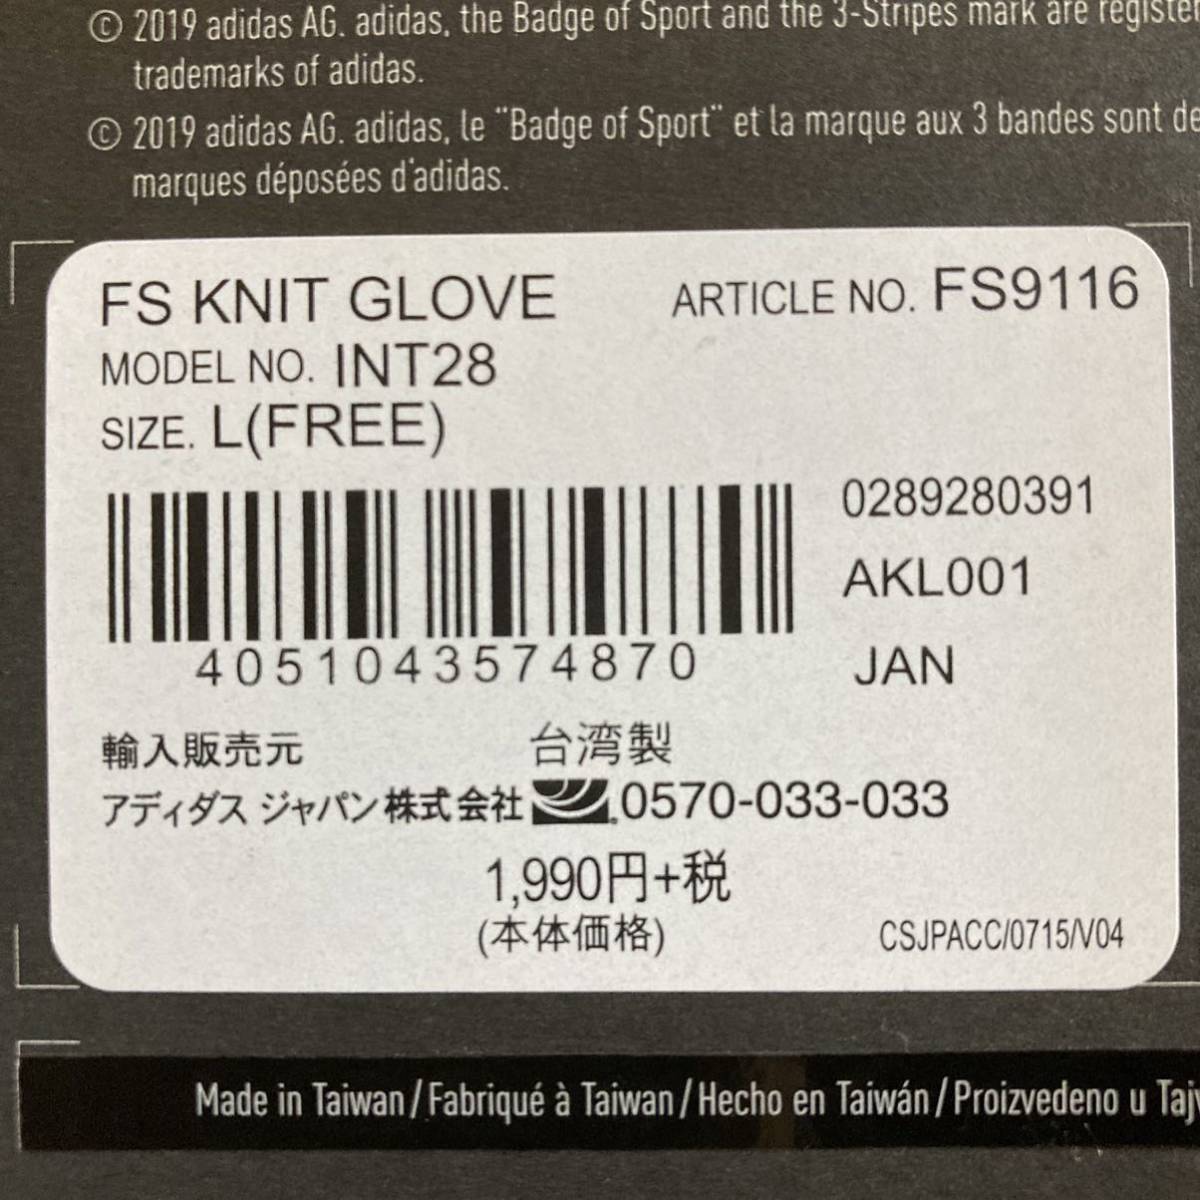 © 2019 adidas AG. adidas, the Badge of Sport and the 3-Stripes mark are register
trademarks of adidas.
© 2019 adidas AG. adidas, le "Badge of Sport" et la marque aux 3 bandes sont de
marques déposées d'adidas.
FS KNIT GLOVE ARTICLE NO. FS9116
MODEL NO. INT28
SIZE. L(FREE)
0289280391
AKL001
4051043574870 JAN
輸入販売元 台湾製
アディダス ジャパン株式会社 0570-033-033
1,990円+税
(本体価格) CSJPACC/0715/V04
Made in Taiwan / Fabriqué à Taiwan / Hecho en Taiwán / Proizvedeno u Tajv